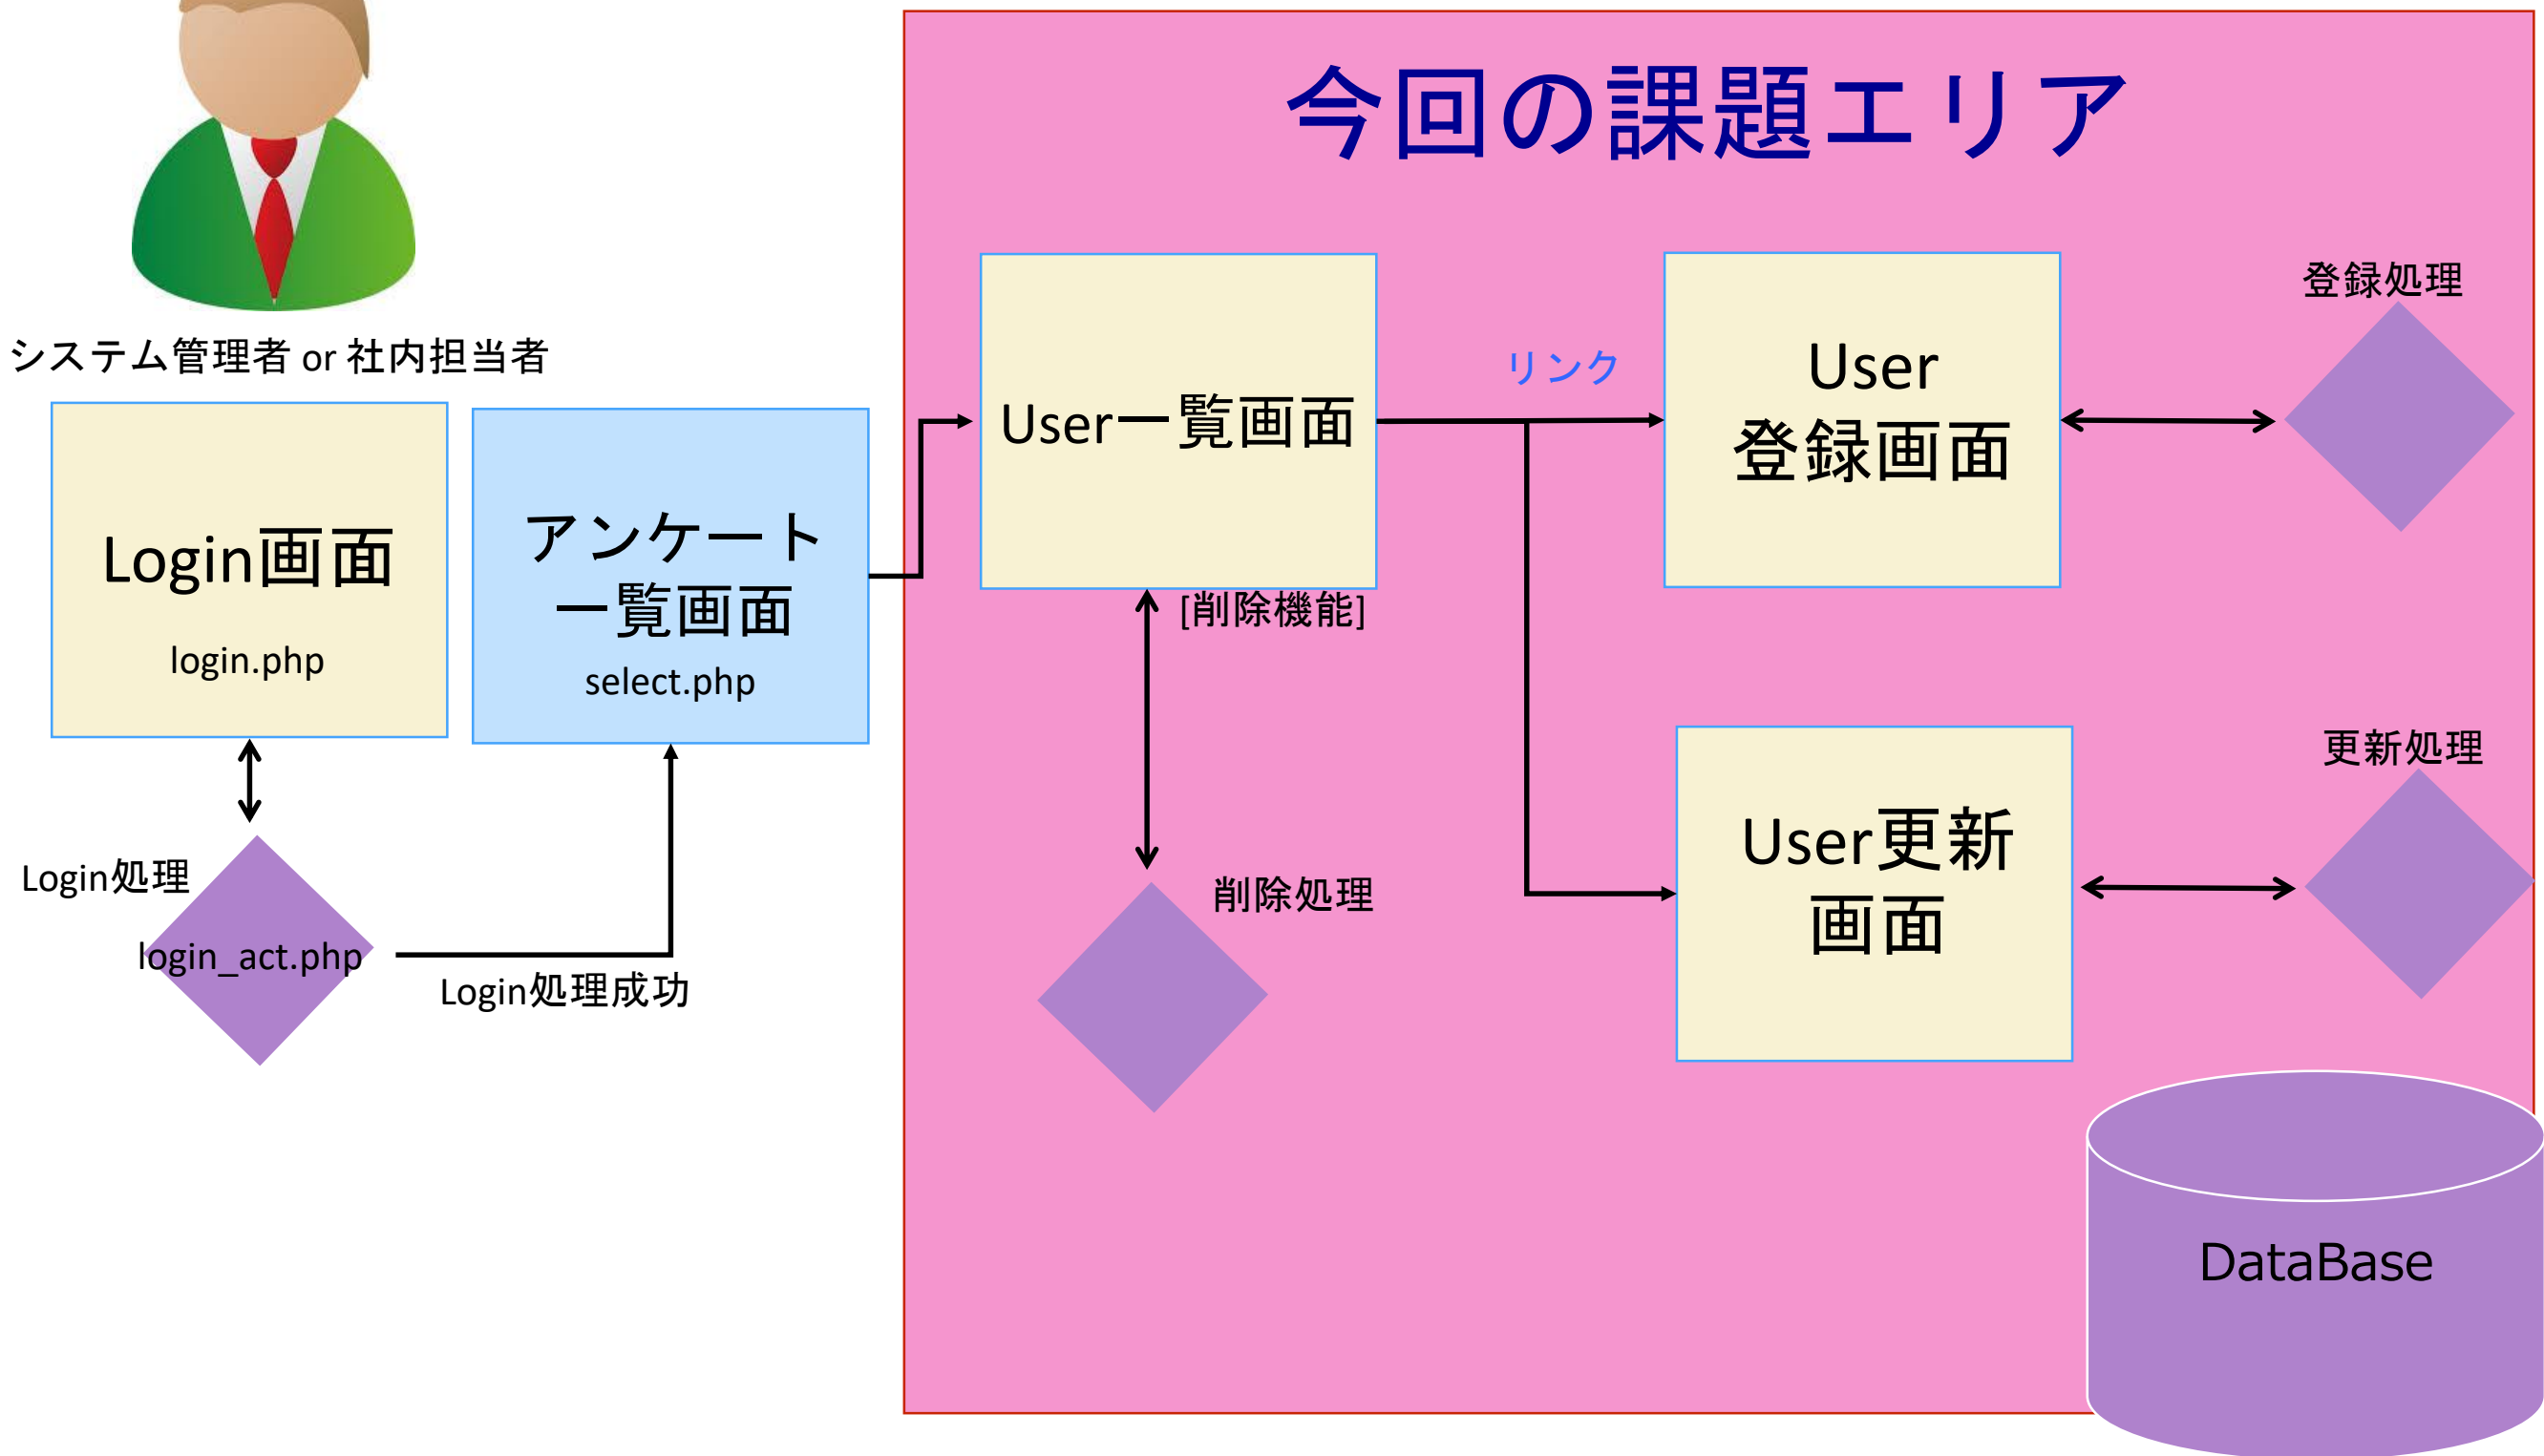 今回の課題エリア
システム管理者 or 社内担当者
Login画面
login.php
アンケート
一覧画面
select.php
Login処理
login_act.php
Login処理成功
User一覧画面
[削除機能]
削除処理
リンク
User
登録画面
登録処理
User更新
画面
更新処理
DataBase